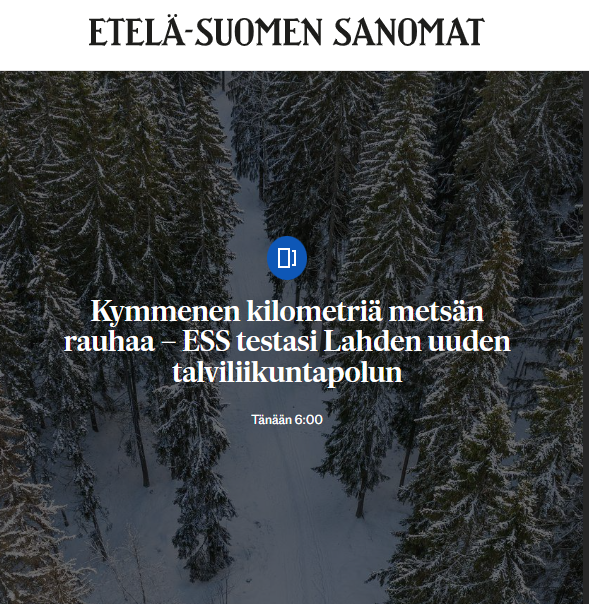 ETELÄ-SUOMEN SANOMAT
Kymmenen kilometriä metsän
rauhaa – ESS testasi Lahden uuden
talviliikuntapolun
Tänään 6:00